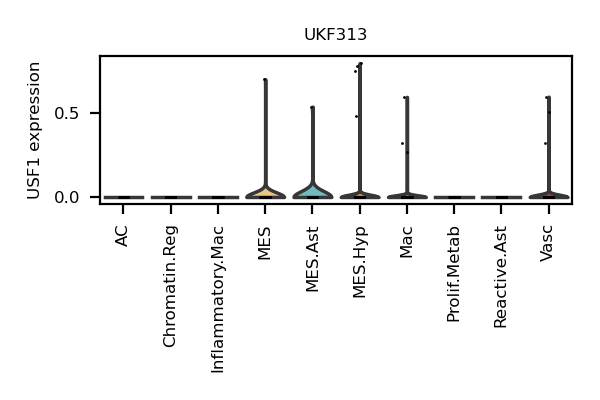 UKF313
USF1 expression
0.5
0.0
AC
Chromatin.Reg
Inflammatory.Mac
MES
MES.Ast
MES.Hyp
Mac
Prolif.Metab
Reactive.Ast
Vasc